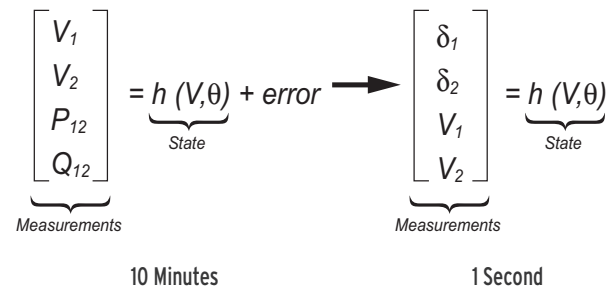 V1
V2
P12
Q12
= h (V,θ) + error
State
Measurements
10 Minutes
δ1
δ2
V1
V2
= h (V,θ)
State
Measurements
1 Second